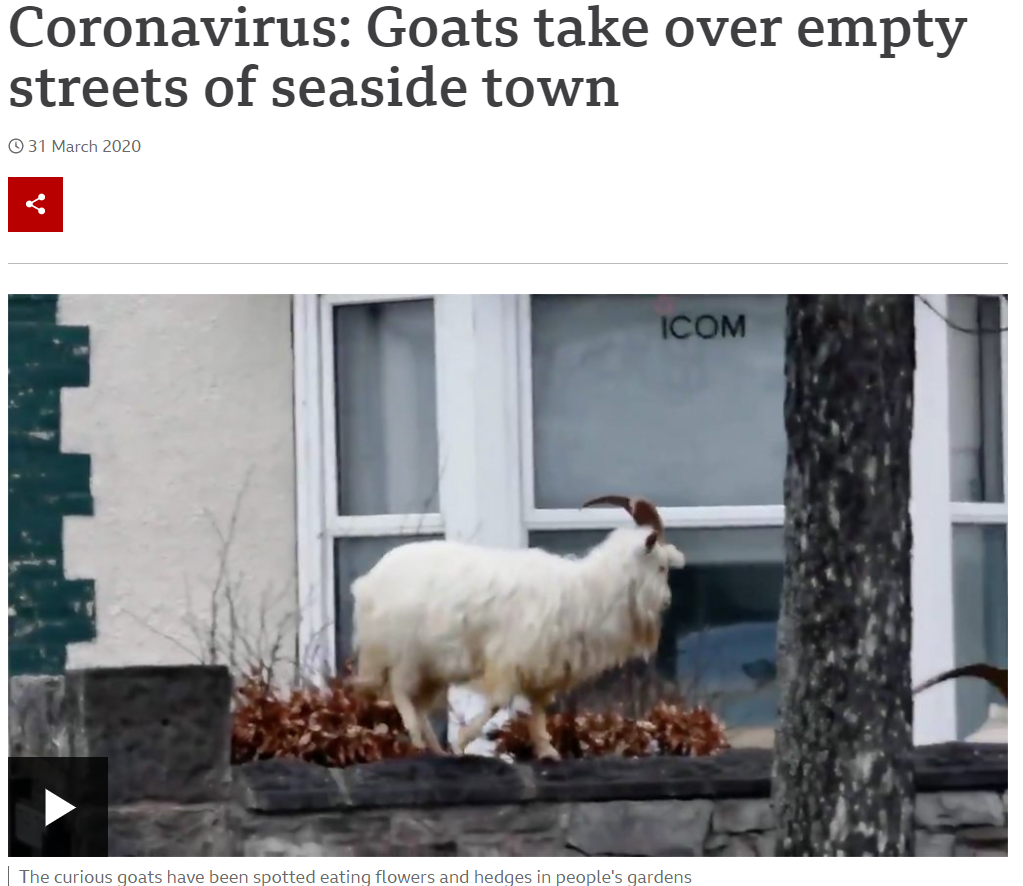 Coronavirus: Goats take over empty
streets of seaside town
31 March 2020
ICOM
The curious goats have been spotted eating flowers and hedges in people's gardens